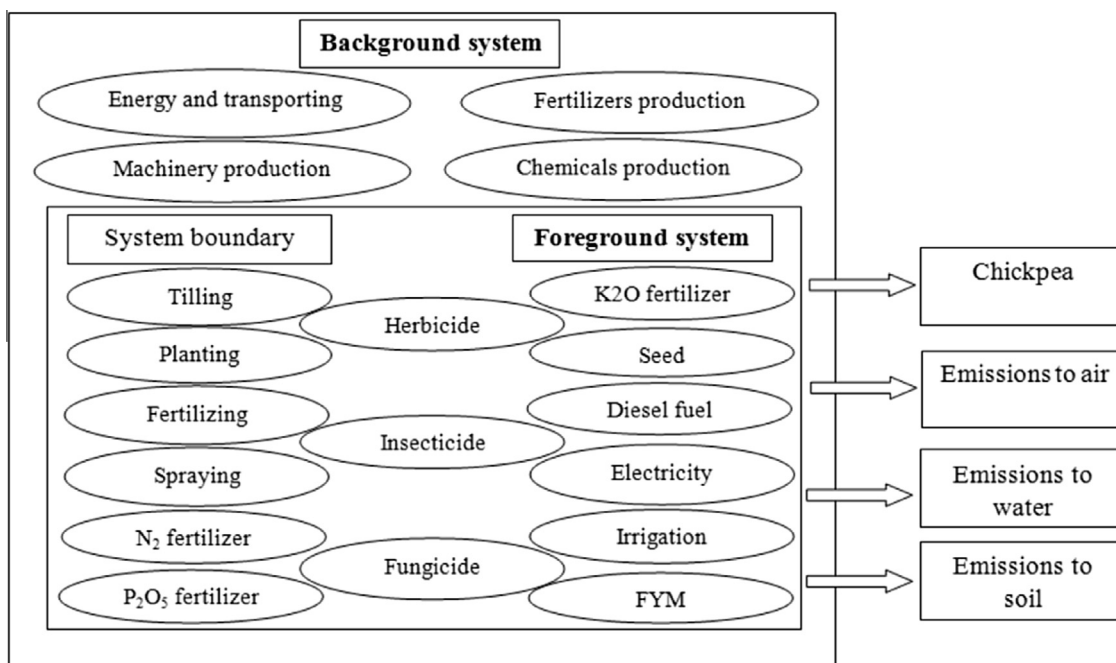 Background system
Energy and transporting
Fertilizers production
Machinery production
Chemicals production
System boundary
Foreground system
Tilling
Planting
Fertilizing
Spraying
N₂ fertilizer
P₂O₅ fertilizer
Herbicide
Insecticide
Fungicide
K2O fertilizer
Seed
Diesel fuel
Electricity
Irrigation
FYM
Chickpea
Emissions to air
Emissions to
water
Emissions to
soil